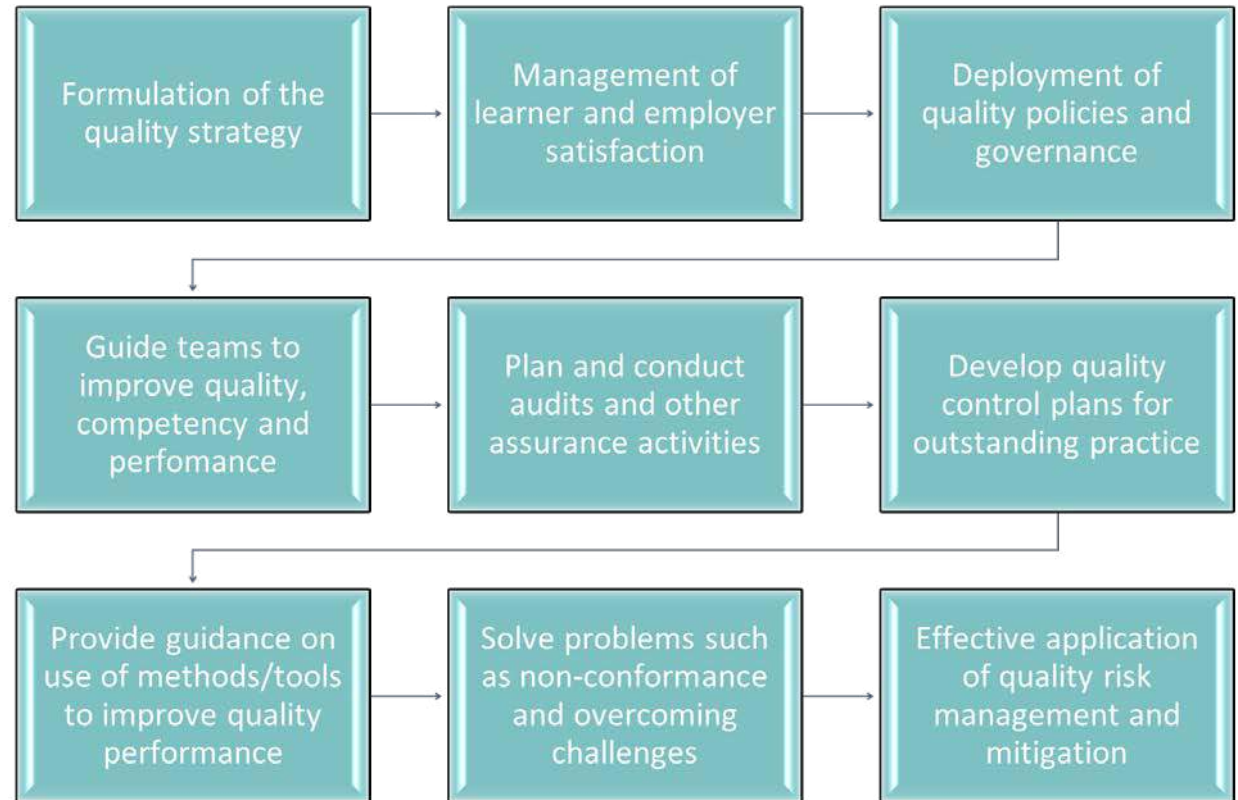 Formulation of the
quality strategy
Management of
learner and employer
satisfaction
Deployment of
quality policies and
governance
Guide teams to
improve quality,
competency and
perfomance
Plan and conduct
audits and other
assurance activities
Develop quality
control plans for
outstanding practice
Provide guidance on
use of methods/tools
to improve quality
performance
Solve problems such
as non-conformance
and overcoming
challenges
Effective application
of quality risk
management and
mitigation